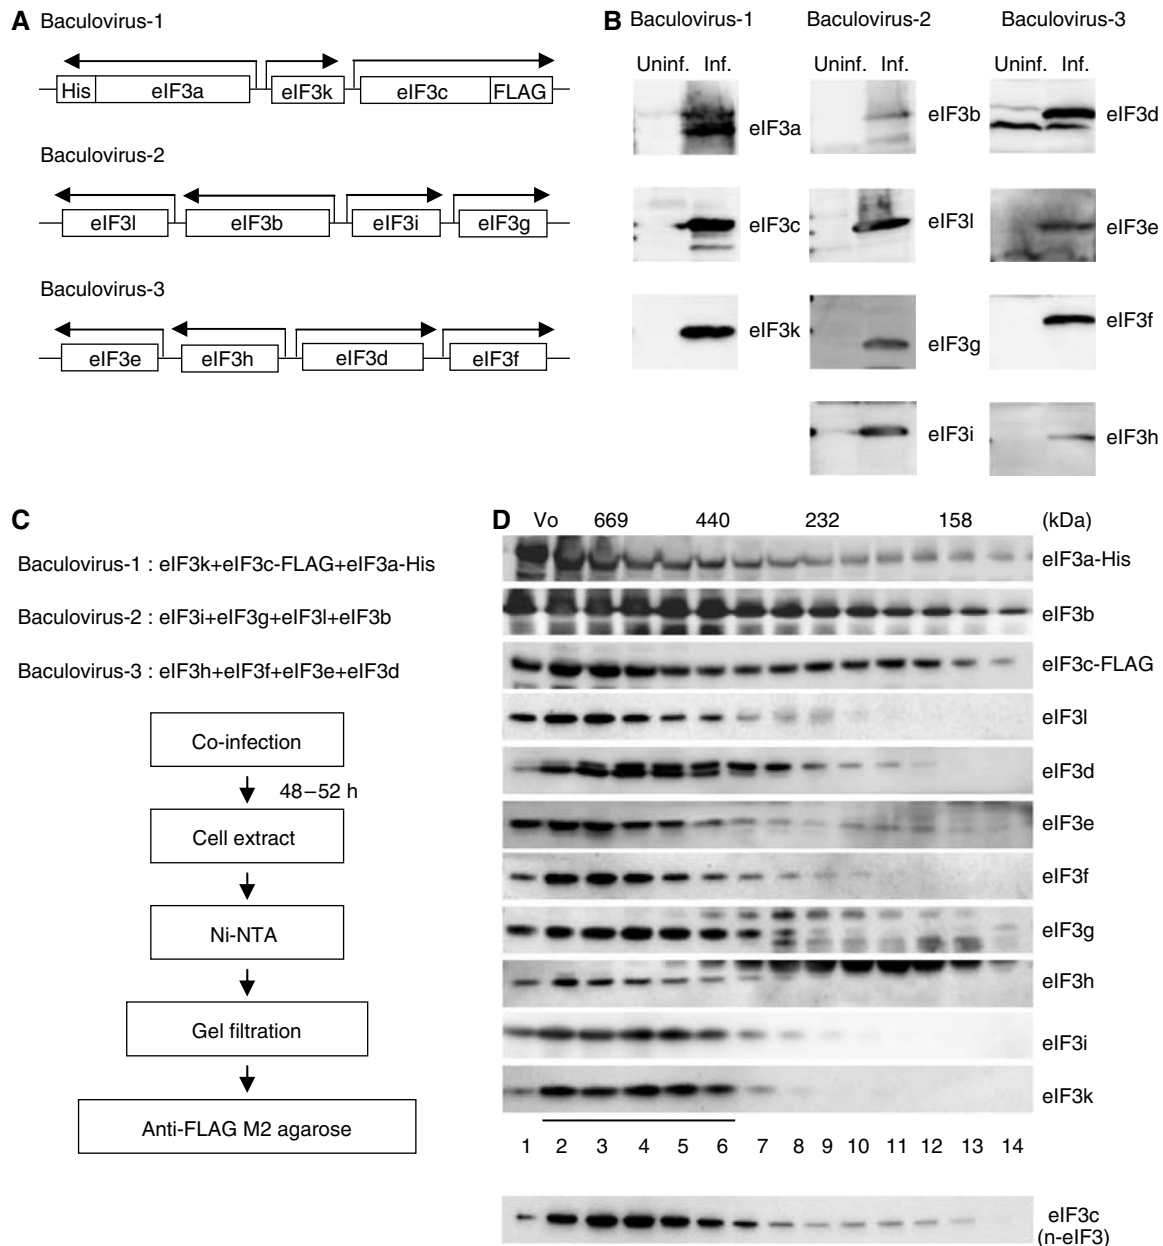 A Baculovirus-1
His eIF3a eIF3k eIF3c FLAG
Baculovirus-2
eIF3l eIF3b eIF3i eIF3g
Baculovirus-3
eIF3e eIF3h eIF3d eIF3f
B Baculovirus-1 Baculovirus-2 Baculovirus-3
Uninf. Inf. Uninf. Inf. Uninf. Inf.
eIF3a eIF3b eIF3d
eIF3c eIF3l eIF3e
eIF3k eIF3g eIF3f
eIF3i eIF3h
C
Baculovirus-1 : eIF3k+eIF3c-FLAG+eIF3a-His
Baculovirus-2 : eIF3i+eIF3g+eIF3l+eIF3b
Baculovirus-3 : eIF3h+eIF3f+eIF3e+eIF3d
Co-infection
48–52 h
Cell extract
Ni-NTA
Gel filtration
Anti-FLAG M2 agarose
D Vo 669 440 232 158 (kDa)
eIF3a-His
eIF3b
eIF3c-FLAG
eIF3l
eIF3d
eIF3e
eIF3f
eIF3g
eIF3h
eIF3i
eIF3k
1 2 3 4 5 6 7 8 9 10 11 12 13 14
eIF3c
(n-eIF3)